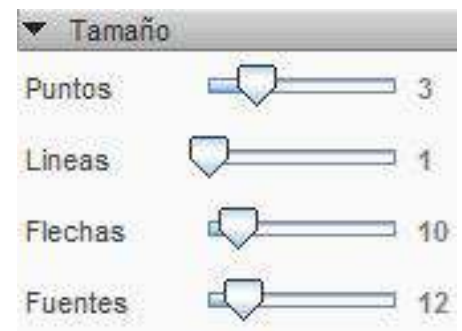 Tamaño
Puntos 3
Lineas 1
Flechas 10
Fuentes 12